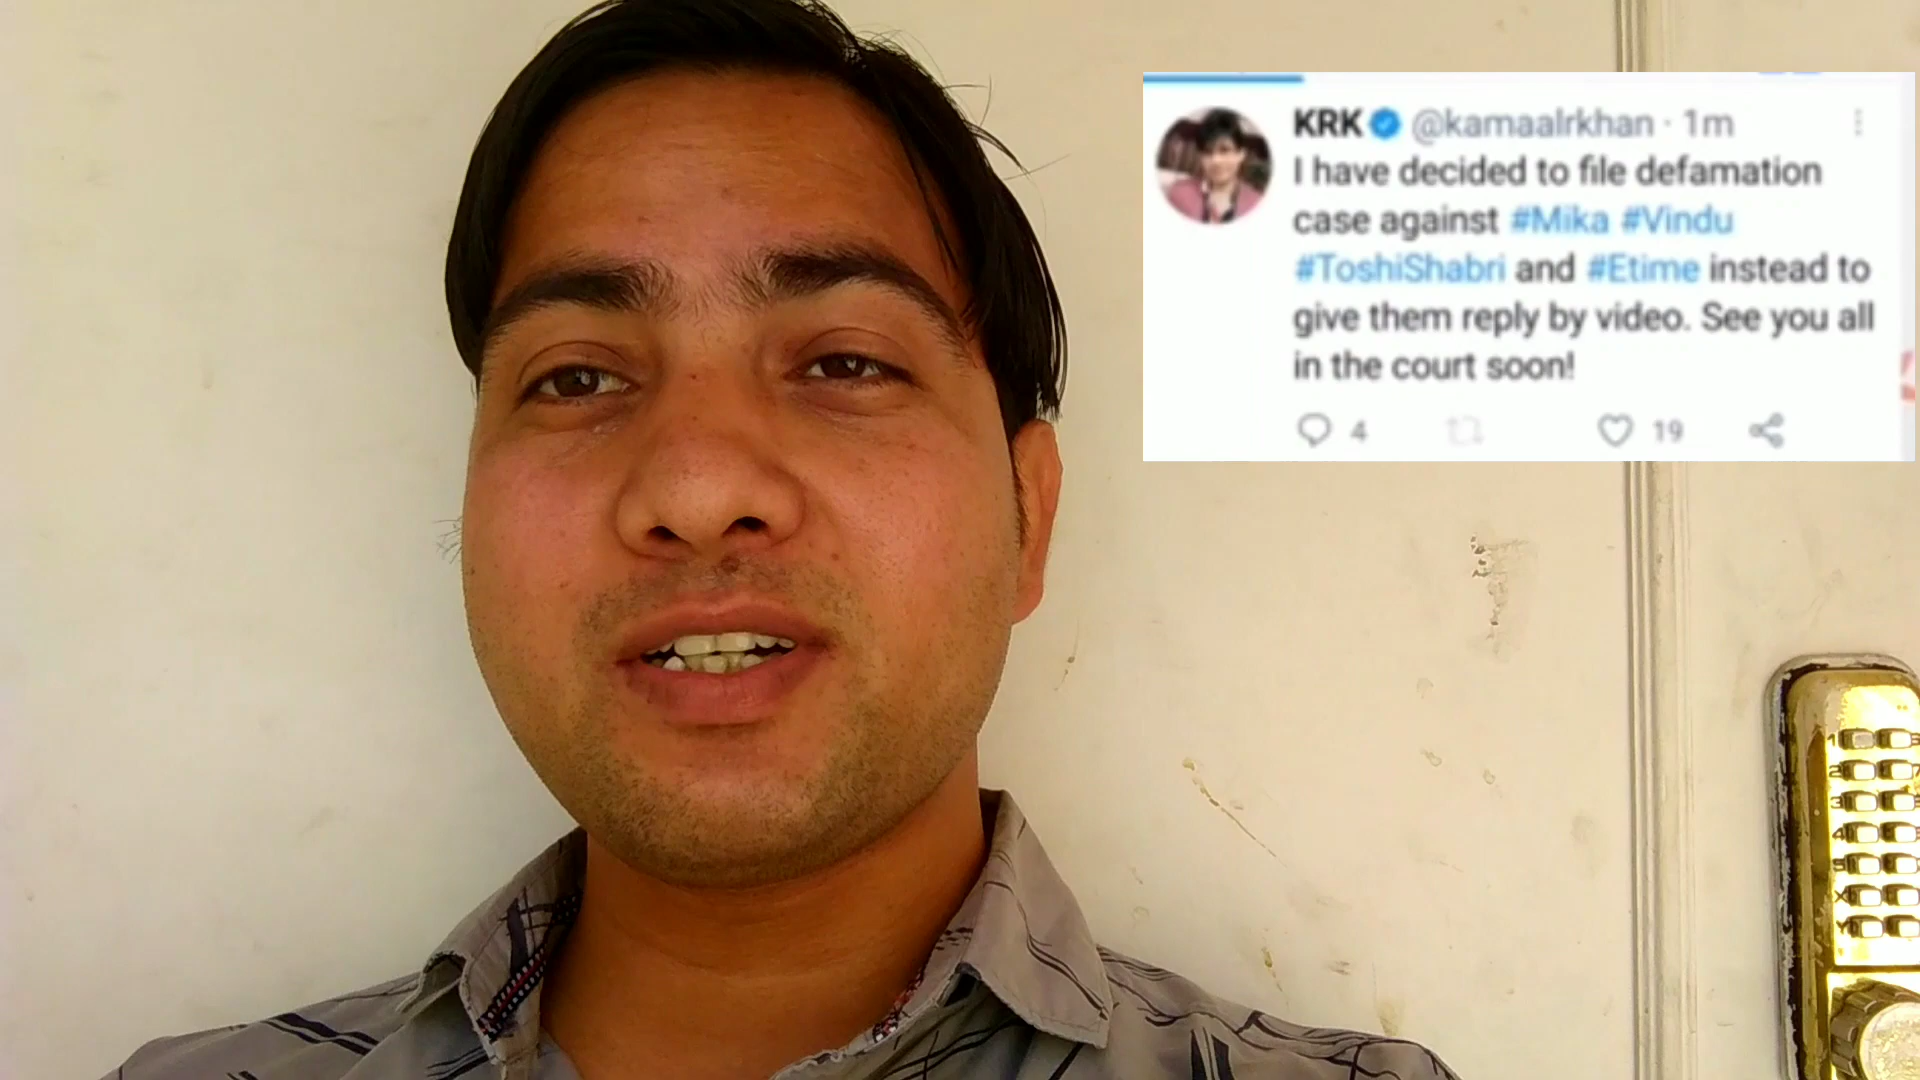 KRK @kamaalrkhan · 1m
I have decided to file defamation
case against #Mika #Vindu
#ToshiShabri and #Etime instead to
give them reply by video. See you all
in the court soon!
4 19
1
2 7
3
4
5
X
Y